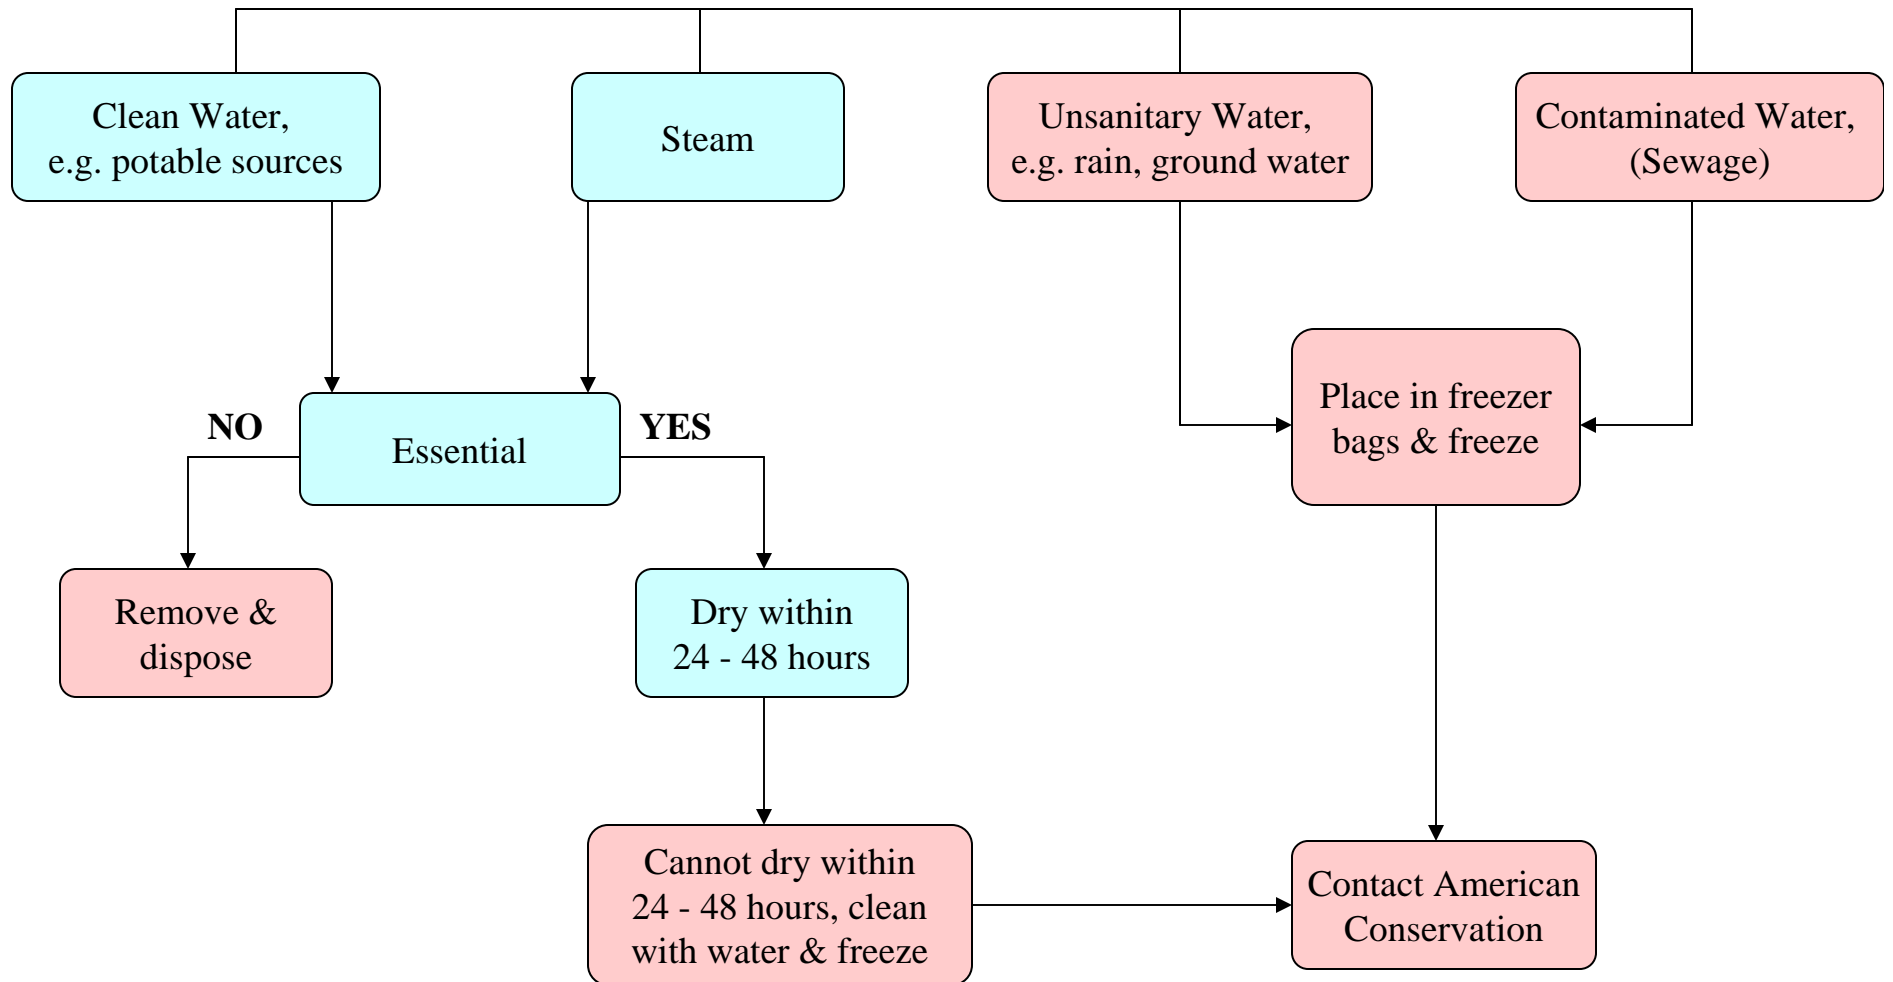 Clean Water,
e.g. potable sources
Steam
Unsanitary Water,
e.g. rain, ground water
Contaminated Water,
(Sewage)
Place in freezer
bags & freeze
NO
Essential
YES
Remove &
dispose
Dry within
24 - 48 hours
Cannot dry within
24 - 48 hours, clean
with water & freeze
Contact American
Conservation